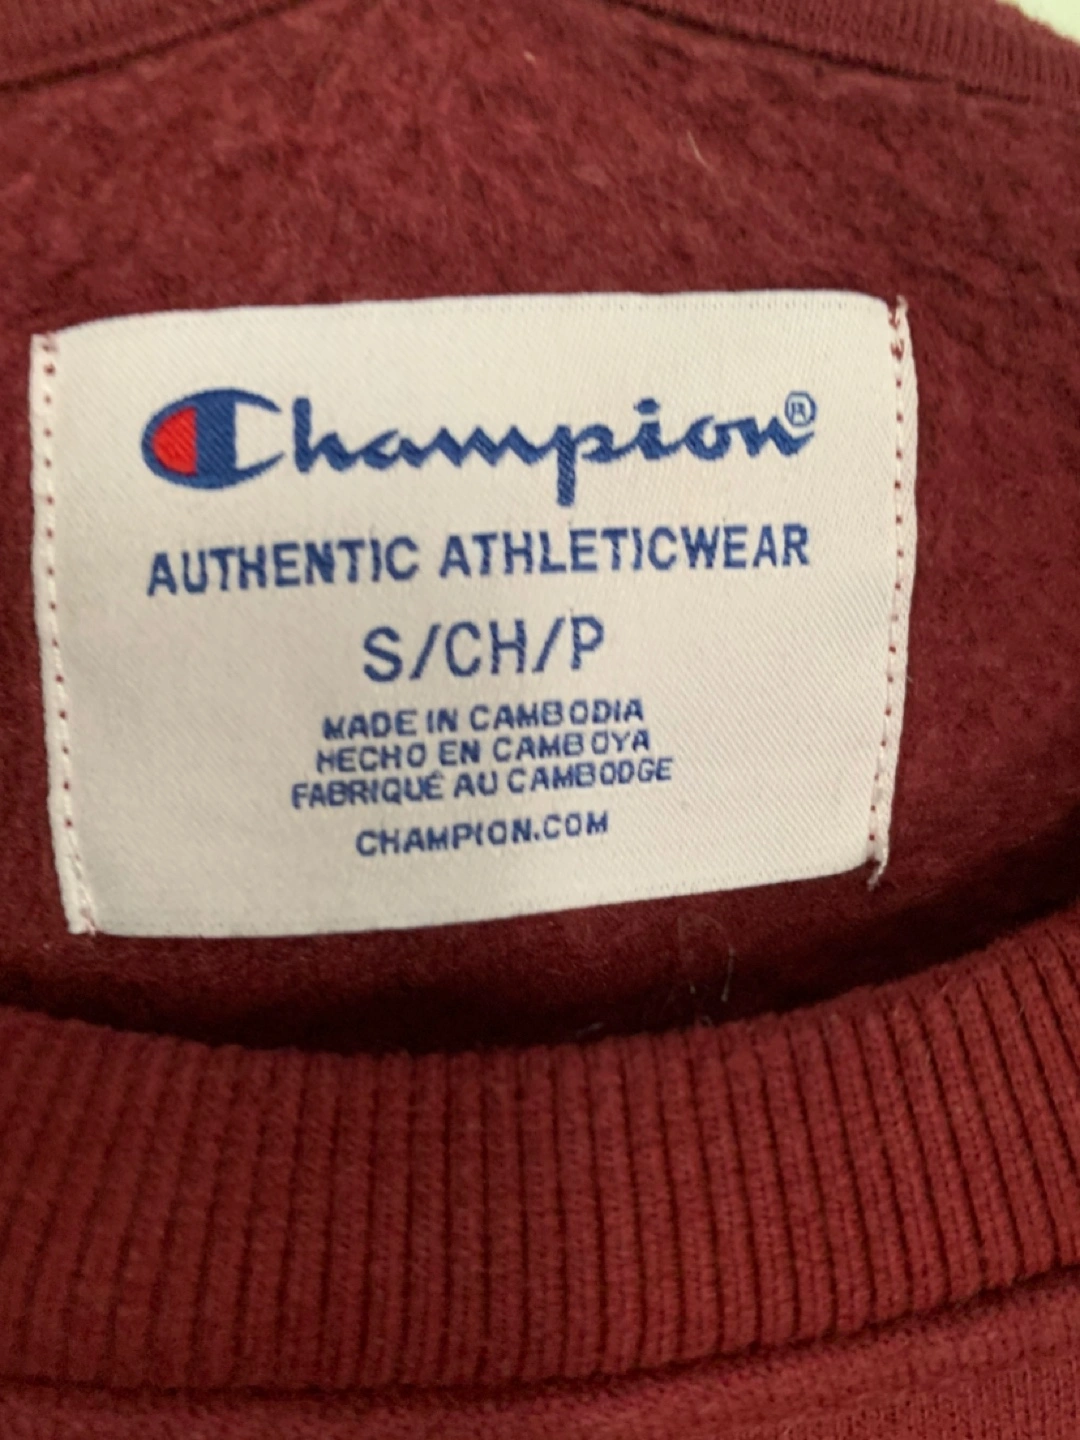 Champion®
AUTHENTIC ATHLETICWEAR
S/CH/P
MADE IN CAMBODIA
HECHO EN CAMBOYA
FABRIQUÉ AU CAMBODGE
CHAMPION.COM